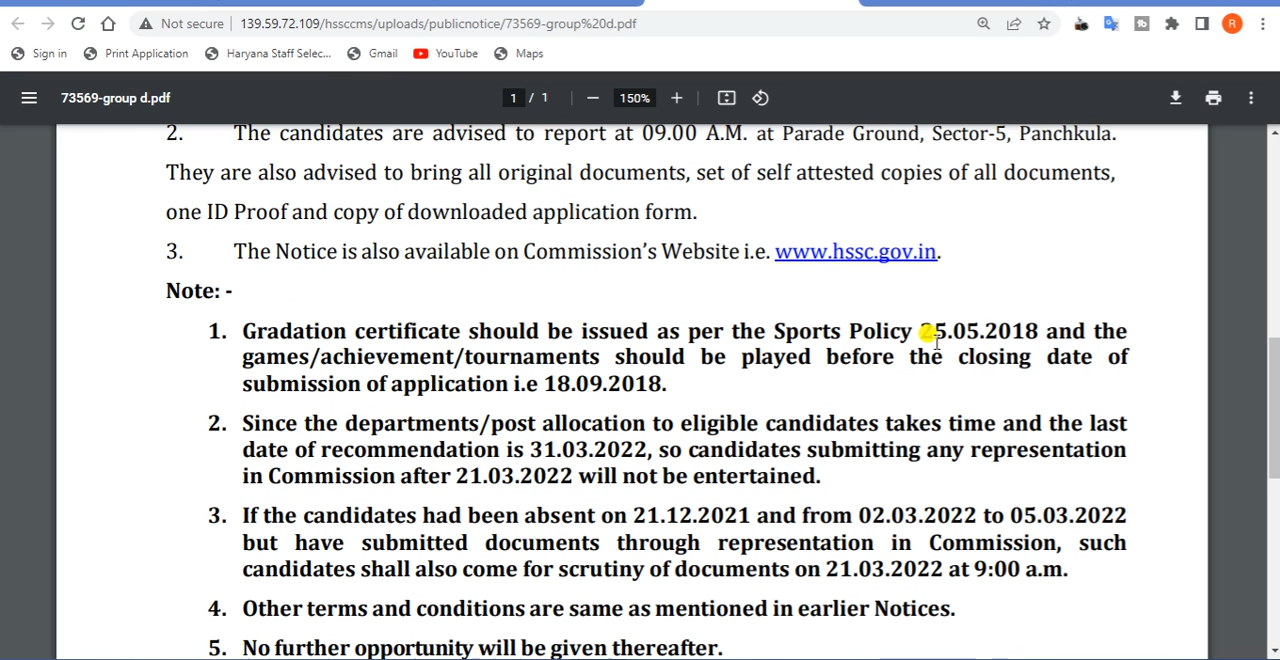 Not secure | 139.59.72.109/hssccms/uploads/publicnotice/73569-group%20d.pdf
R
Sign in Print Application Haryana Staff Selec... Gmail YouTube Maps
73569-group d.pdf 1 / 1 150%
2. The candidates are advised to report at 09.00 A.M. at Parade Ground, Sector-5, Panchkula.
They are also advised to bring all original documents, set of self attested copies of all documents,
one ID Proof and copy of downloaded application form.
3. The Notice is also available on Commission's Website i.e. www.hssc.gov.in.
Note: -
1. Gradation certificate should be issued as per the Sports Policy 25.05.2018 and the
games/achievement/tournaments should be played before the closing date of
submission of application i.e 18.09.2018.
2. Since the departments/post allocation to eligible candidates takes time and the last
date of recommendation is 31.03.2022, so candidates submitting any representation
in Commission after 21.03.2022 will not be entertained.
3. If the candidates had been absent on 21.12.2021 and from 02.03.2022 to 05.03.2022
but have submitted documents through representation in Commission, such
candidates shall also come for scrutiny of documents on 21.03.2022 at 9:00 a.m.
4. Other terms and conditions are same as mentioned in earlier Notices.
5. No further opportunity will be given thereafter.